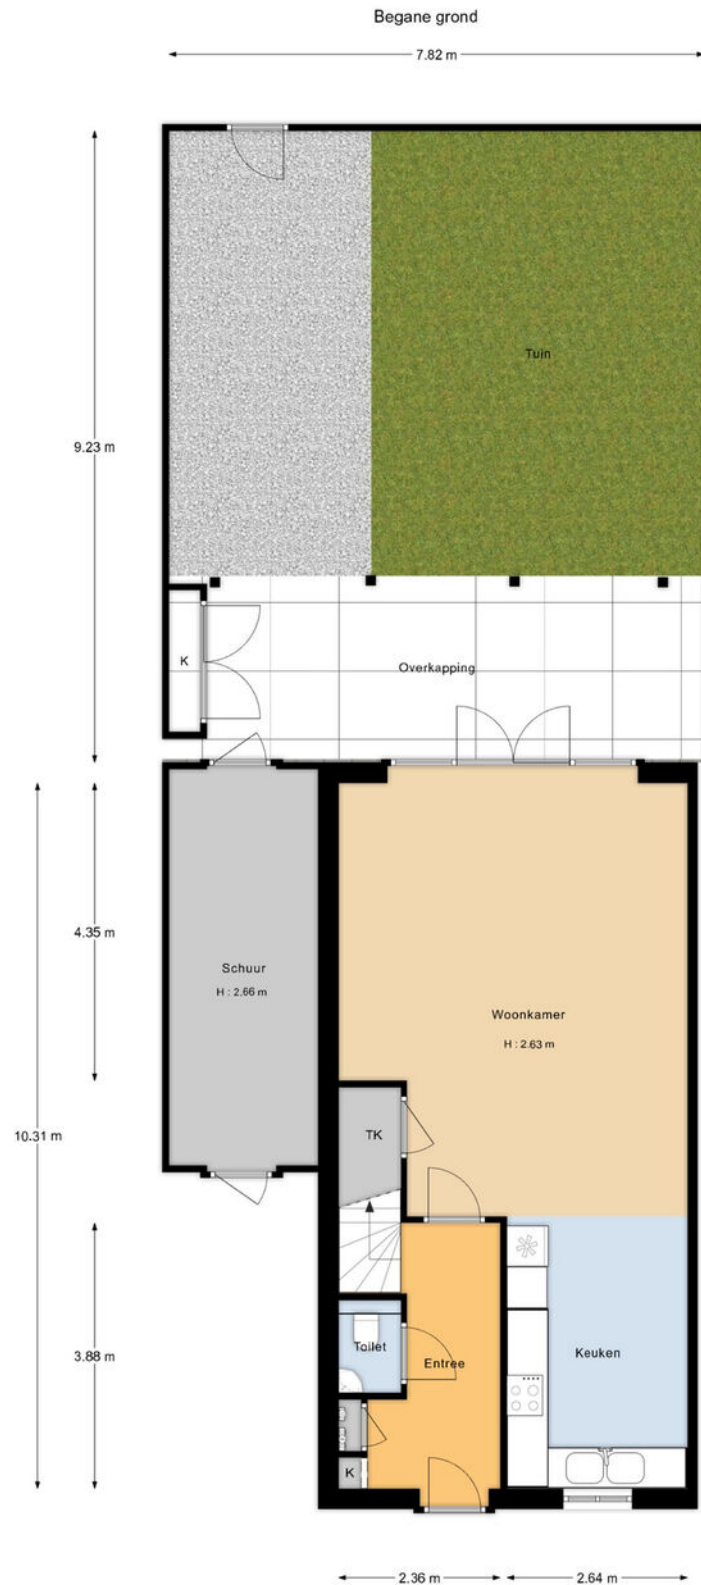 Begane grond
7.82 m
Tuin
9.23 m
K
Overkapping
4.35 m
Schuur
H : 2.66 m
Woonkamer
H : 2.63 m
10.31 m
TK
3.88 m
Toilet
Entree
Keuken
K
2.36 m
2.64 m